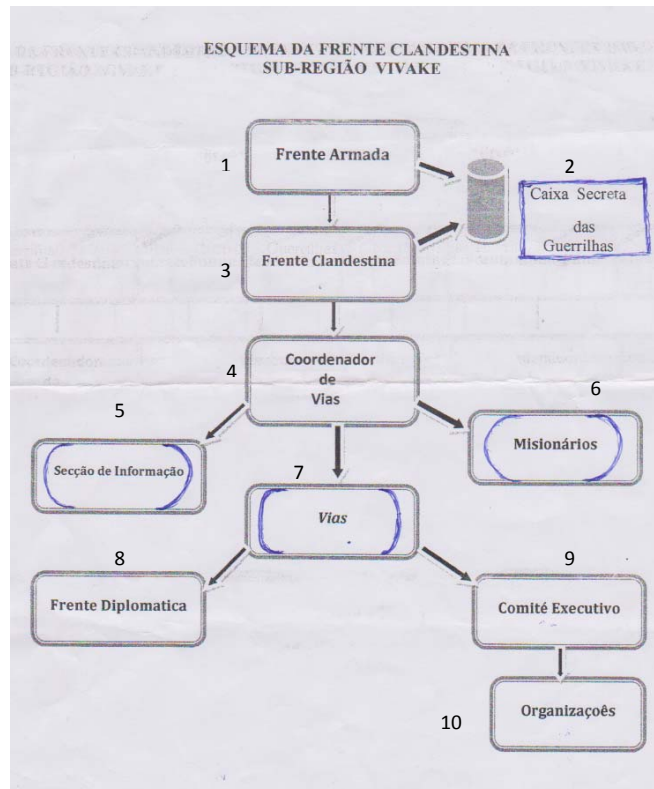 ESQUEMA DA FRENTE CLANDESTINA
SUB-REGIÃO VIVAKE
1
Frente Armada
2
Caixa Secreta
das
Guerrilhas
3
Frente Clandestina
4
Coordenador
de
Vias
5
Secção de Informação
6
Misionários
7
Vias
8
Frente Diplomatica
9
Comité Executivo
10
Organizaçoês